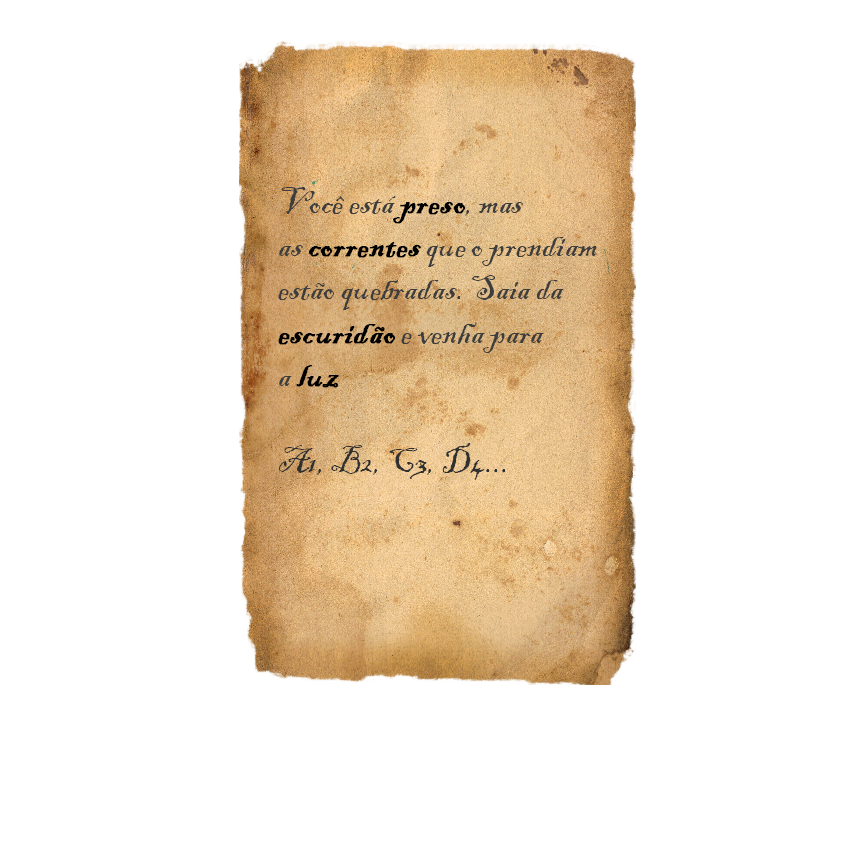 Você está preso, mas
as correntes que o prendiam
estão quebradas. Saia da
escuridão e venha para
a luz
A1, B2, C3, D4...